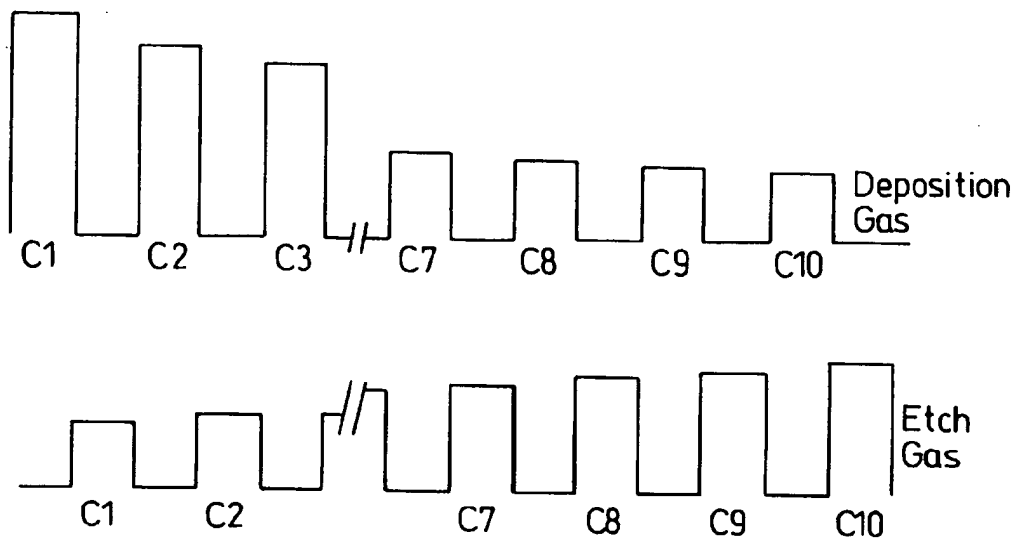 Deposition
Gas
C1 C2 C3 C7 C8 C9 C10
Etch
Gas
C1 C2 C7 C8 C9 C10